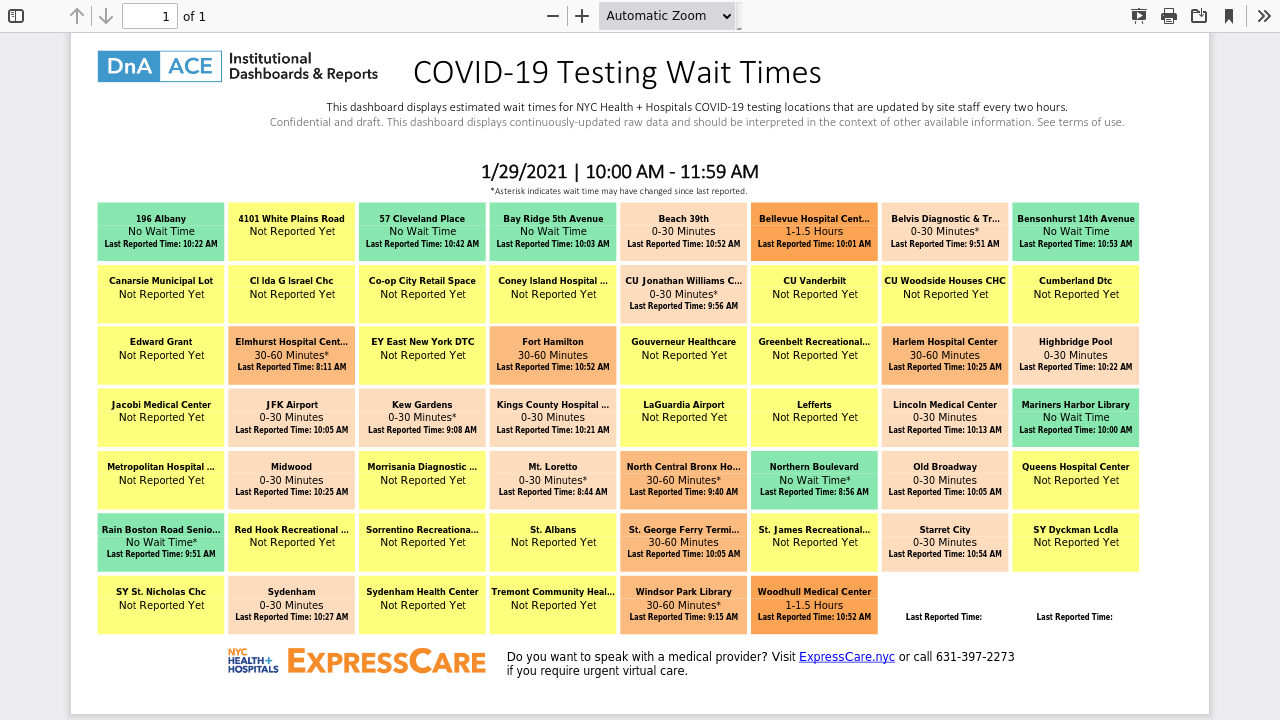 1 of 1 Automatic Zoom
DnA ACE Institutional Dashboards & Reports
COVID-19 Testing Wait Times
This dashboard displays estimated wait times for NYC Health + Hospitals COVID-19 testing locations that are updated by site staff every two hours.
Confidential and draft. This dashboard displays continuously-updated raw data and should be interpreted in the context of other available information. See terms of use.
1/29/2021 | 10:00 AM - 11:59 AM
*Asterisk indicates wait time may have changed since last reported.
196 Albany
No Wait Time
Last Reported Time: 10:22 AM
4101 White Plains Road
Not Reported Yet
57 Cleveland Place
No Wait Time
Last Reported Time: 10:42 AM
Bay Ridge 5th Avenue
No Wait Time
Last Reported Time: 10:03 AM
Beach 39th
0-30 Minutes
Last Reported Time: 10:52 AM
Bellevue Hospital Cent...
1-1.5 Hours
Last Reported Time: 10:01 AM
Belvis Diagnostic & Tr...
0-30 Minutes*
Last Reported Time: 9:51 AM
Bensonhurst 14th Avenue
No Wait Time
Last Reported Time: 10:53 AM
Canarsie Municipal Lot
Not Reported Yet
CI Ida G Israel Chc
Not Reported Yet
Co-op City Retail Space
Not Reported Yet
Coney Island Hospital ...
Not Reported Yet
CU Jonathan Williams C...
0-30 Minutes*
Last Reported Time: 9:56 AM
CU Vanderbilt
Not Reported Yet
CU Woodside Houses CHC
Not Reported Yet
Cumberland Dtc
Not Reported Yet
Edward Grant
Not Reported Yet
Elmhurst Hospital Cent...
30-60 Minutes*
Last Reported Time: 8:11 AM
EY East New York DTC
Not Reported Yet
Fort Hamilton
30-60 Minutes
Last Reported Time: 10:52 AM
Gouverneur Healthcare
Not Reported Yet
Greenbelt Recreational...
Not Reported Yet
Harlem Hospital Center
30-60 Minutes
Last Reported Time: 10:25 AM
Highbridge Pool
0-30 Minutes
Last Reported Time: 10:22 AM
Jacobi Medical Center
Not Reported Yet
JFK Airport
0-30 Minutes
Last Reported Time: 10:05 AM
Kew Gardens
0-30 Minutes*
Last Reported Time: 9:08 AM
Kings County Hospital ...
0-30 Minutes
Last Reported Time: 10:21 AM
LaGuardia Airport
Not Reported Yet
Lefferts
Not Reported Yet
Lincoln Medical Center
0-30 Minutes
Last Reported Time: 10:13 AM
Mariners Harbor Library
No Wait Time
Last Reported Time: 10:00 AM
Metropolitan Hospital ...
Not Reported Yet
Midwood
0-30 Minutes
Last Reported Time: 10:25 AM
Morrisania Diagnostic ...
Not Reported Yet
Mt. Loretto
0-30 Minutes*
Last Reported Time: 8:44 AM
North Central Bronx Ho...
30-60 Minutes*
Last Reported Time: 9:40 AM
Northern Boulevard
No Wait Time*
Last Reported Time: 8:56 AM
Old Broadway
0-30 Minutes
Last Reported Time: 10:05 AM
Queens Hospital Center
Not Reported Yet
Rain Boston Road Senio...
No Wait Time*
Last Reported Time: 9:51 AM
Red Hook Recreational ...
Not Reported Yet
Sorrentino Recreationa...
Not Reported Yet
St. Albans
Not Reported Yet
St. George Ferry Termi...
30-60 Minutes
Last Reported Time: 10:05 AM
St. James Recreational...
Not Reported Yet
Starret City
0-30 Minutes
Last Reported Time: 10:54 AM
SY Dyckman Lcdla
Not Reported Yet
SY St. Nicholas Chc
Not Reported Yet
Sydenham
0-30 Minutes
Last Reported Time: 10:27 AM
Sydenham Health Center
Not Reported Yet
Tremont Community Heal...
Not Reported Yet
Windsor Park Library
30-60 Minutes*
Last Reported Time: 9:15 AM
Woodhull Medical Center
1-1.5 Hours
Last Reported Time: 10:52 AM
Last Reported Time:
Last Reported Time:
NYC
HEALTH+
HOSPITALS
EXPRESSCARE
Do you want to speak with a medical provider? Visit ExpressCare.nyc or call 631-397-2273
if you require urgent virtual care.